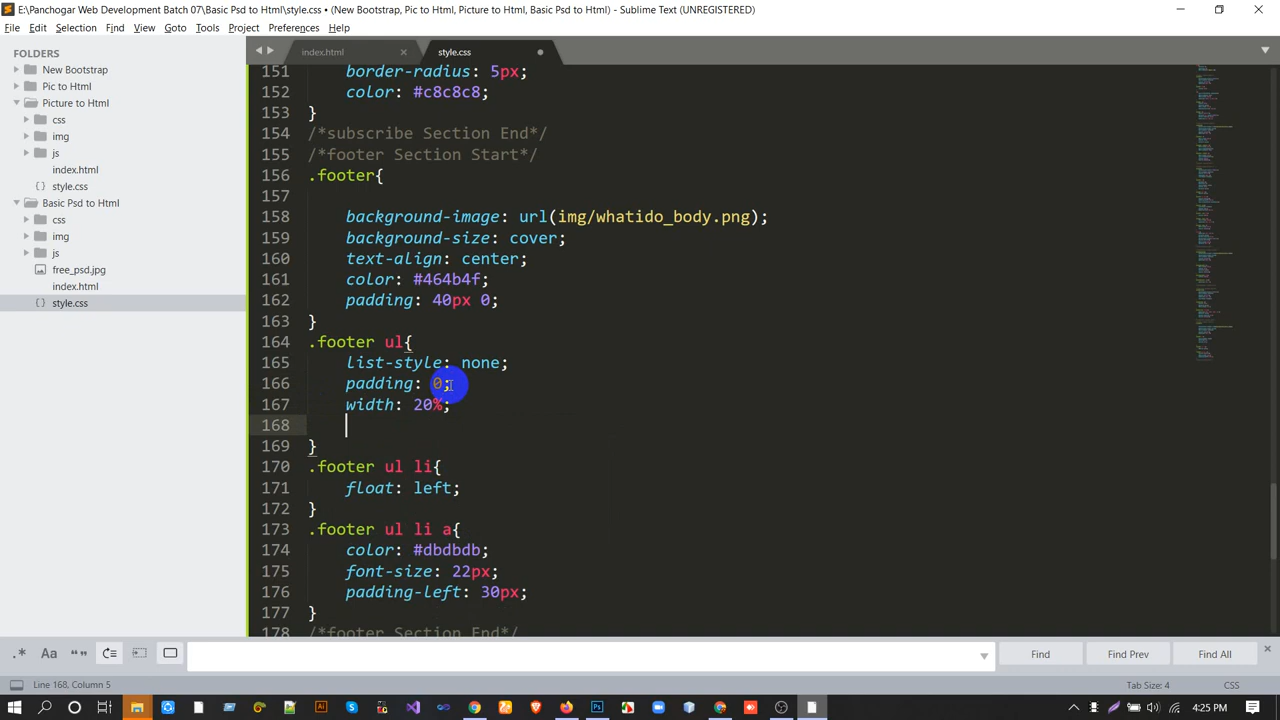 E:\Panchogar Web Development Batch 07\Basic Psd to Html\style.css • (New Bootstrap, Pic to Html, Picture to Html, Basic Psd to Html) - Sublime Text (UNREGISTERED)
File Edit Selection Find View Goto Tools Project Preferences Help
FOLDERS
New Bootstrap
Pic to Html
Picture to Html
css
img
js
index.html
style.css
Basic Psd to Html
css
img
js
free_psd.jpg
index.html
style.css
index.html
style.css
151 border-radius: 5px;
152 color: #c8c8c8;
153 }
154 /*subscribe Section End*/
155 /*footer Section Start*/
156 .footer{
157
158 background-image: url(img/whatido_body.png);
159 background-size: cover;
160 text-align: center;
161 color: #464b4f;
162 padding: 40px 0;
163 }
164 .footer ul{
165 list-style: none;
166 padding: 0;
167 width: 20%;
168
169 }
170 .footer ul li{
171 float: left;
172 }
173 .footer ul li a{
174 color: #dbdbdb;
175 font-size: 22px;
176 padding-left: 30px;
177 }
178 /*footer Section End*/
.* Aa “ ”
Find Find Prev Find All
Line 168, Column 5
Tab Size: 4 CSS
4:25 PM